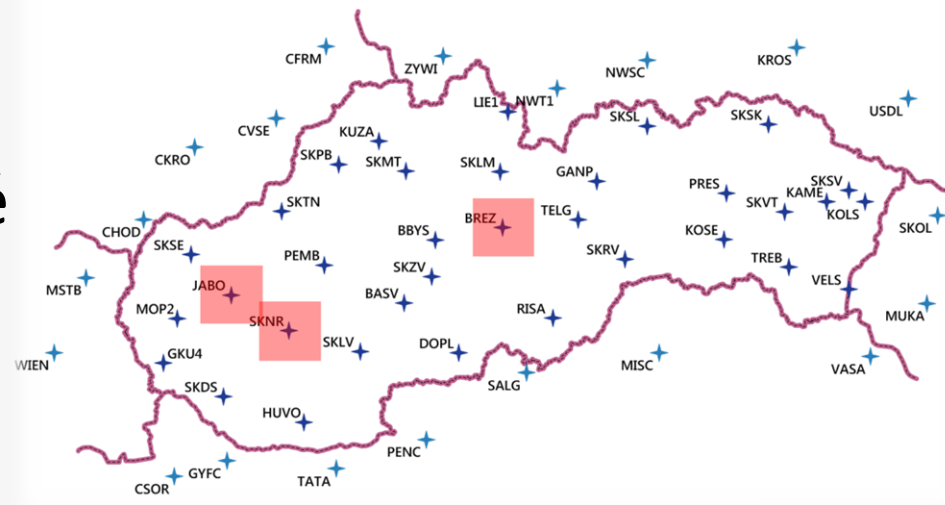 CFRM
ZYWI
NWSC
KROS
LIE1
NWT1
USDL
CVSE
KUZA
SKSL
SKSK
CKRO
SKPB
SKMT
SKLM
GANP
PRES
SKSV
KAME
SKVT
KOLS
SKTN
BREZ
TELG
CHOD
BBYS
KOSE
SKOL
SKSE
PEMB
SKZV
SKRV
TREB
MSTB
JABO
BASV
VELS
MOP2
SKNR
RISA
MUKA
SKLV
DOPL
GKU4
WIEN
MISC
VASA
SKDS
SALG
HUVO
PENC
GYFC
CSOR
TATA